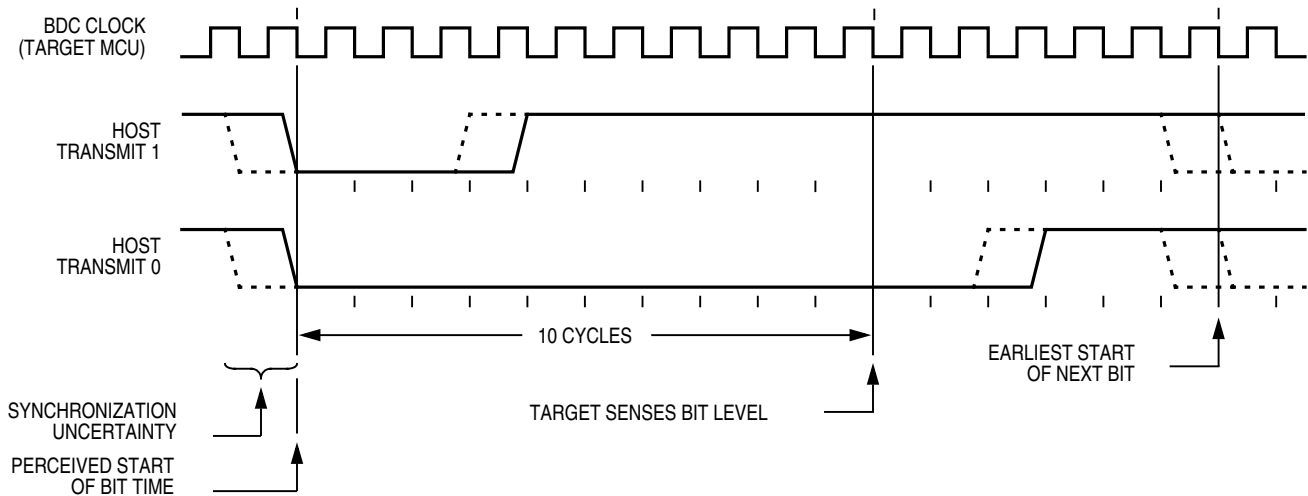 BDC CLOCK
(TARGET MCU)
HOST
TRANSMIT 1
HOST
TRANSMIT 0
10 CYCLES
EARLIEST START
OF NEXT BIT
SYNCHRONIZATION
UNCERTAINTY
TARGET SENSES BIT LEVEL
PERCEIVED START
OF BIT TIME